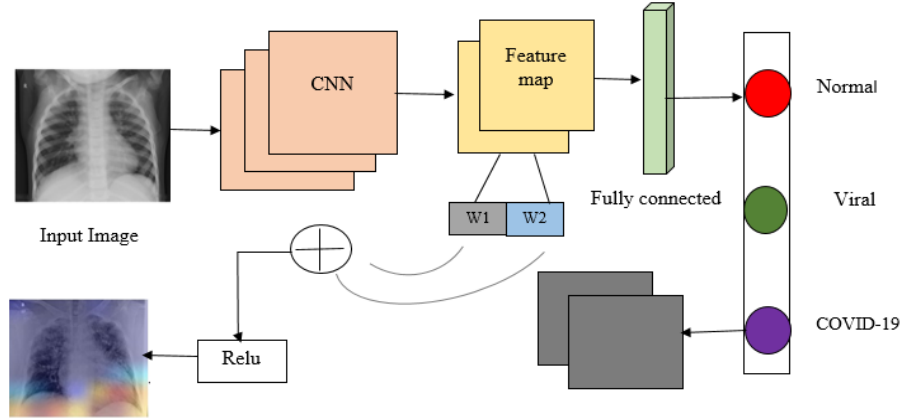 CNN
Feature
map
Normal
Fully connected
Viral
W1
W2
Input Image
COVID-19
Relu